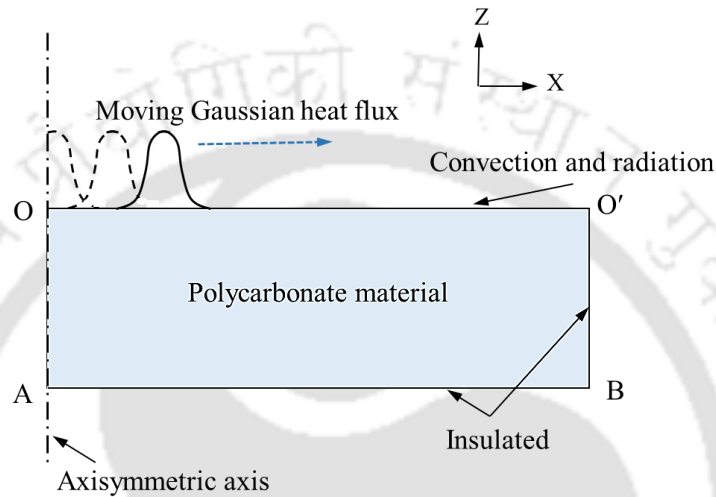 Z
X
Moving Gaussian heat flux
Convection and radiation
O
O′
Polycarbonate material
A
B
Insulated
Axisymmetric axis